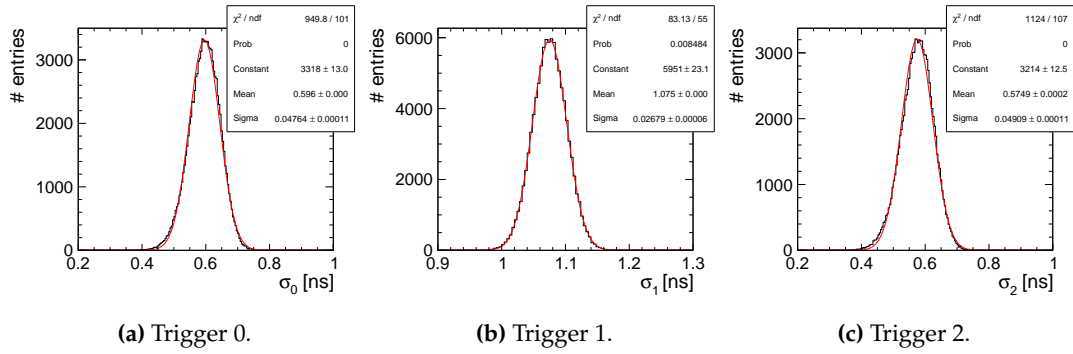 # entries
3000
2000
1000
0
0.2 0.4 0.6 0.8 1
σ0 [ns]
χ² / ndf 949.8 / 101
Prob 0
Constant 3318 ± 13.0
Mean 0.596 ± 0.000
Sigma 0.04764 ± 0.00011
(a) Trigger 0.
# entries
6000
4000
2000
0
0.9 1 1.1 1.2 1.3
σ1 [ns]
χ² / ndf 83.13 / 55
Prob 0.008484
Constant 5951 ± 23.1
Mean 1.075 ± 0.000
Sigma 0.02679 ± 0.00006
(b) Trigger 1.
# entries
3000
2000
1000
0
0.2 0.4 0.6 0.8 1
σ2 [ns]
χ² / ndf 1124 / 107
Prob 0
Constant 3214 ± 12.5
Mean 0.5749 ± 0.0002
Sigma 0.04909 ± 0.00011
(c) Trigger 2.